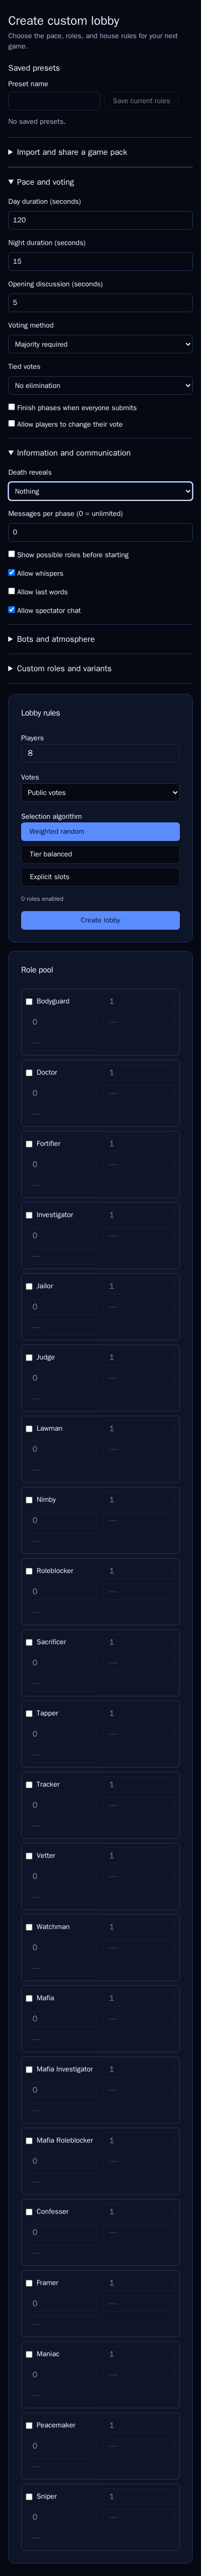 Create custom lobby
Choose the pace, roles, and house rules for your next
game.
Saved presets
Preset name
Save current rules
No saved presets.
Import and share a game pack
Pace and voting
Day duration (seconds)
120
Night duration (seconds)
15
Opening discussion (seconds)
5
Voting method
Majority required
Tied votes
No elimination
Finish phases when everyone submits
Allow players to change their vote
Information and communication
Death reveals
Nothing
Messages per phase (0 = unlimited)
0
Show possible roles before starting
Allow whispers
Allow last words
Allow spectator chat
Bots and atmosphere
Custom roles and variants
Lobby rules
Players
8
Votes
Public votes
Selection algorithm
Weighted random
Tier balanced
Explicit slots
0 roles enabled
Create lobby
Role pool
Bodyguard 1
0 —
—
Doctor 1
0 —
—
Fortifier 1
0 —
—
Investigator 1
0 —
—
Jailor 1
0 —
—
Judge 1
0 —
—
Lawman 1
0 —
—
Nimby 1
0 —
—
Roleblocker 1
0 —
—
Sacrificer 1
0 —
—
Tapper 1
0 —
—
Tracker 1
0 —
—
Vetter 1
0 —
—
Watchman 1
0 —
—
Mafia 1
0 —
—
Mafia Investigator 1
0 —
—
Mafia Roleblocker 1
0 —
—
Confesser 1
0 —
—
Framer 1
0 —
—
Maniac 1
0 —
—
Peacemaker 1
0 —
—
Sniper 1
0 —
—